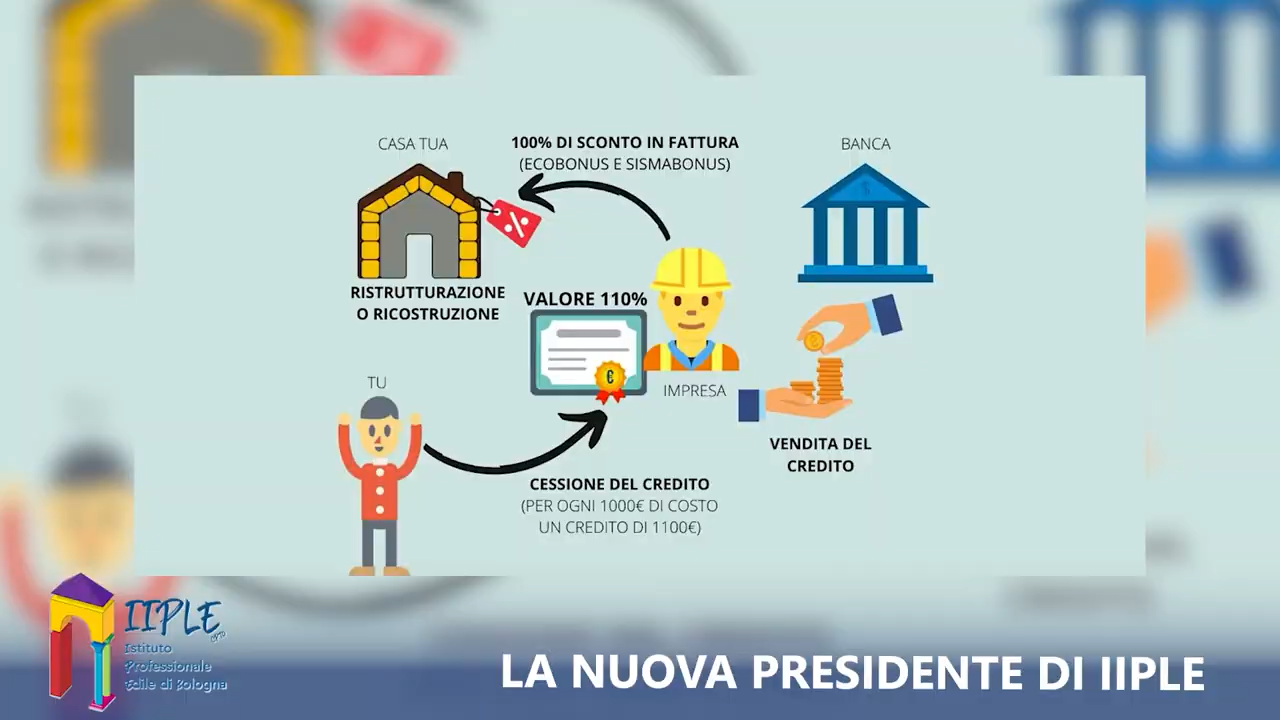 CASA TUA
100% DI SCONTO IN FATTURA
(ECOBONUS E SISMABONUS)
BANCA
RISTRUTTURAZIONE
O RICOSTRUZIONE
VALORE 110%
IMPRESA
TU
VENDITA DEL
CREDITO
CESSIONE DEL CREDITO
(PER OGNI 1000€ DI COSTO
UN CREDITO DI 1100€)
IIPLE
Istituto
Professionale
Edile di Bologna
LA NUOVA PRESIDENTE DI IIPLE